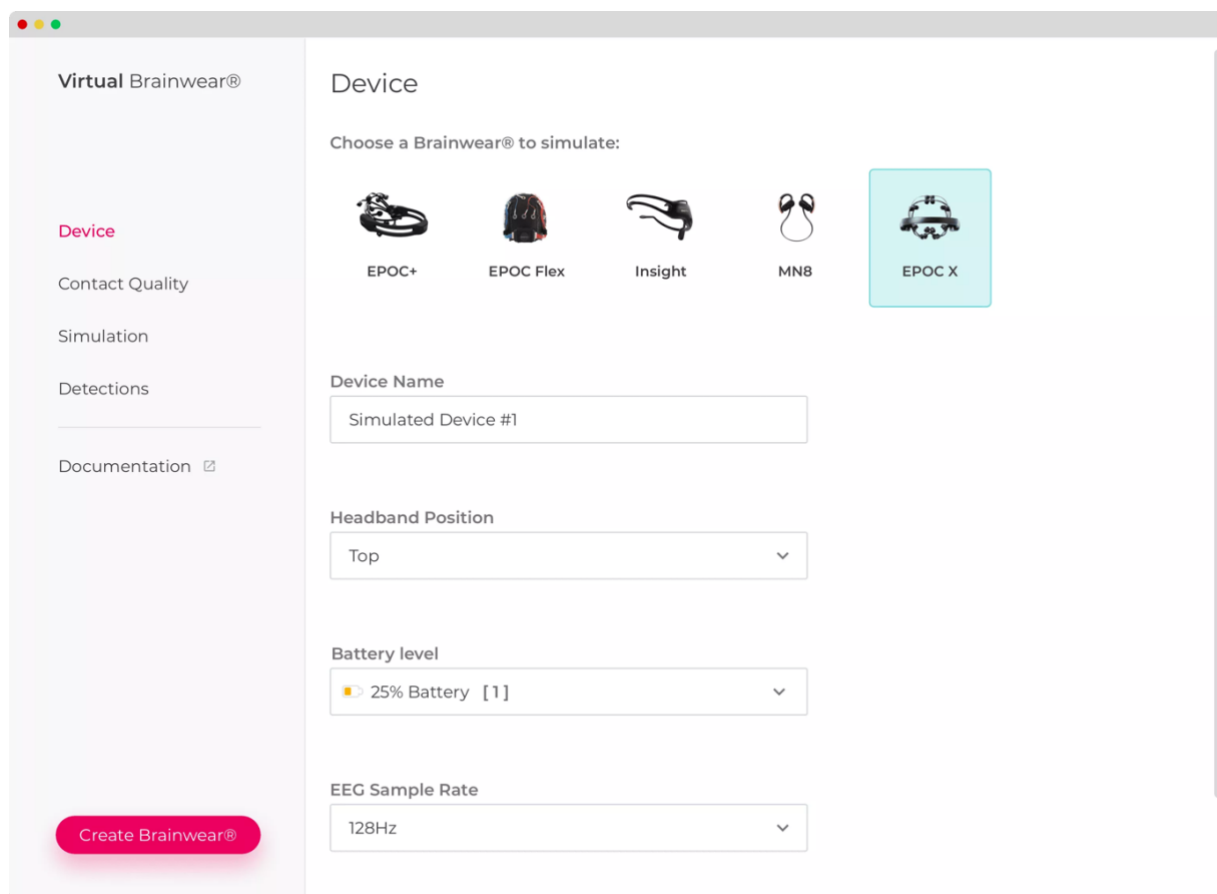 Virtual Brainwear®
Device
Contact Quality
Simulation
Detections
Documentation
Create Brainwear®
Device
Choose a Brainwear® to simulate:
EPOC+ EPOC Flex Insight MN8 EPOC X
Device Name
Simulated Device #1
Headband Position
Top
Battery level
25% Battery [1]
EEG Sample Rate
128Hz